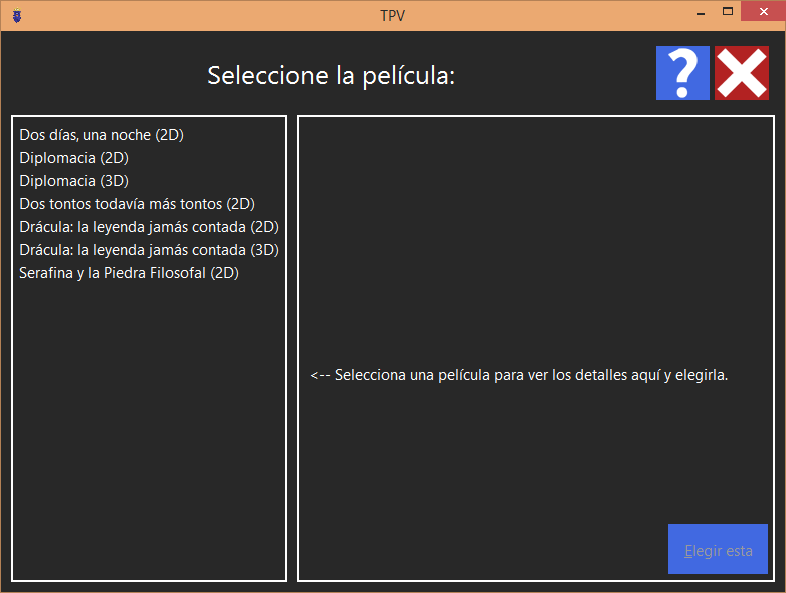 TPV
Seleccione la película:
?
Dos días, una noche (2D)
Diplomacia (2D)
Diplomacia (3D)
Dos tontos todavía más tontos (2D)
Drácula: la leyenda jamás contada (2D)
Drácula: la leyenda jamás contada (3D)
Serafina y la Piedra Filosofal (2D)
<-- Selecciona una película para ver los detalles aquí y elegirla.
Elegir esta